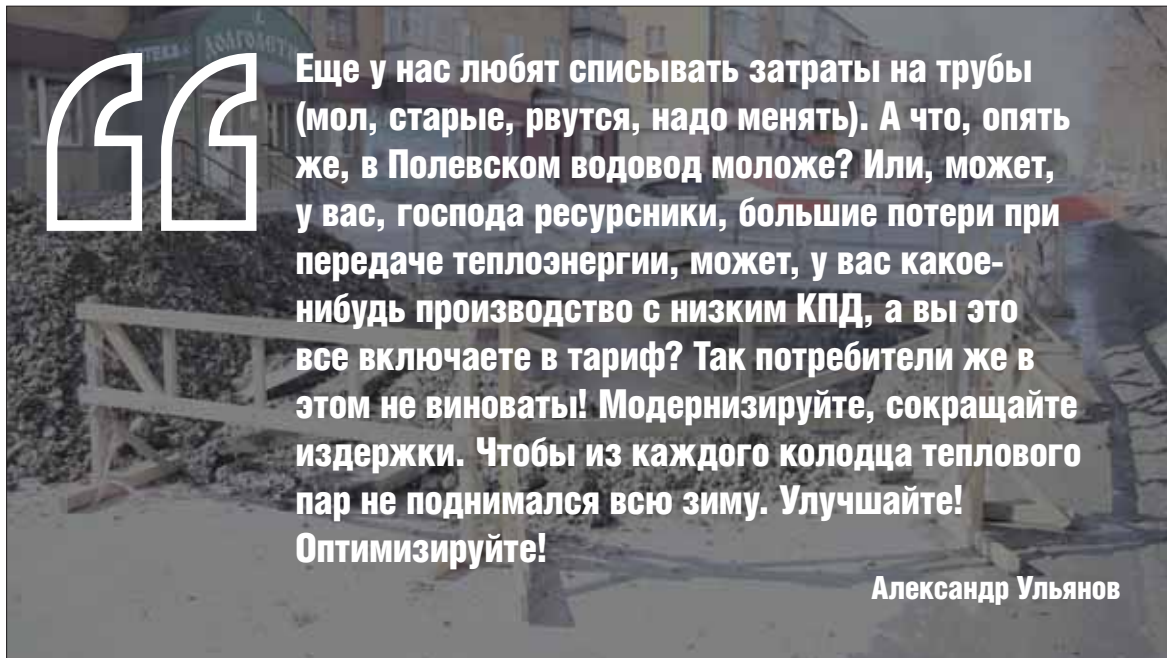 АПТЕКА
ДОЛГОЛЕТИЕ
Еще у нас любят списывать затраты на трубы
(мол, старые, рвутся, надо менять). А что, опять
же, в Полевском водовод моложе? Или, может,
у вас, господа ресурсники, большие потери при
передаче теплоэнергии, может, у вас какое-
нибудь производство с низким КПД, а вы это
все включаете в тариф? Так потребители же в
этом не виноваты! Модернизируйте, сокращайте
издержки. Чтобы из каждого колодца теплового
пар не поднимался всю зиму. Улучшайте!
Оптимизируйте!
Александр Ульянов